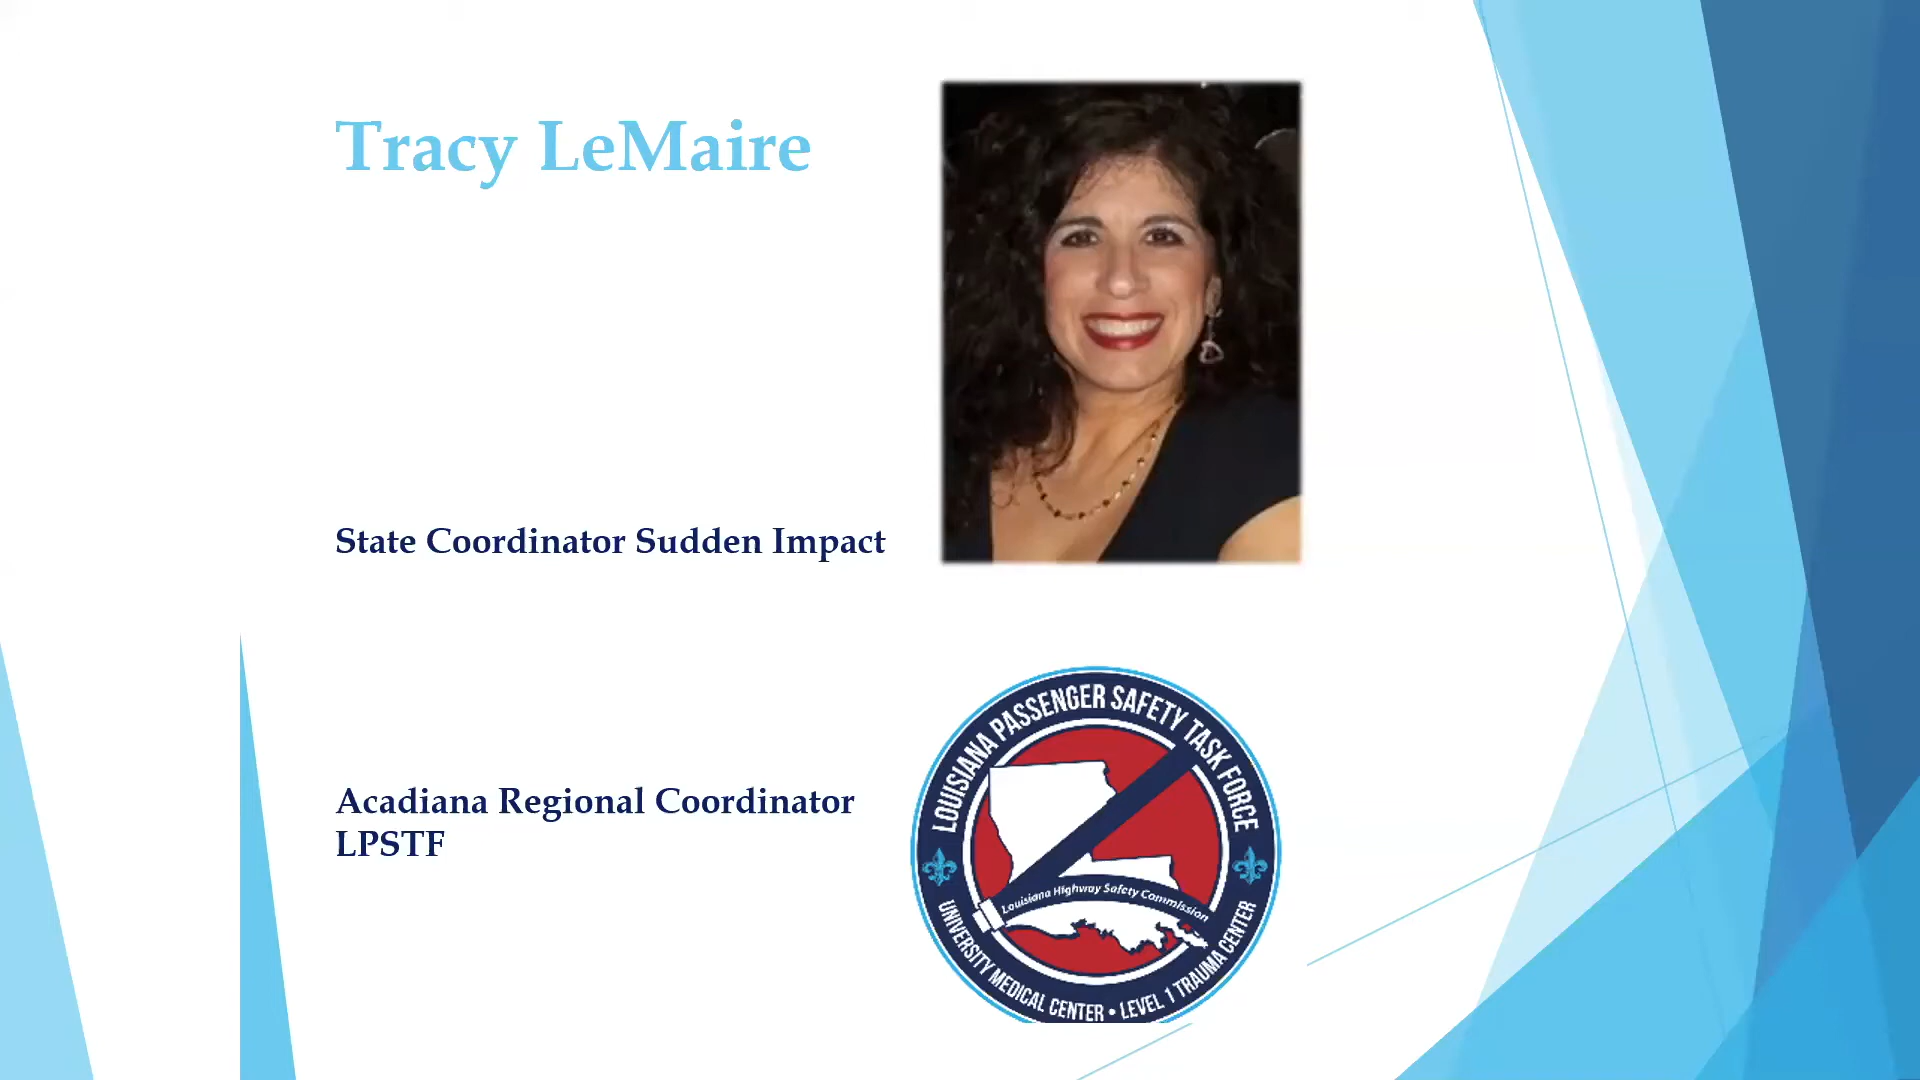 Tracy LeMaire
State Coordinator Sudden Impact
Acadiana Regional Coordinator
LPSTF
LOUISIANA PASSENGER SAFETY TASK FORCE
Louisiana Highway Safety Commission
UNIVERSITY MEDICAL CENTER • LEVEL 1 TRAUMA CENTER